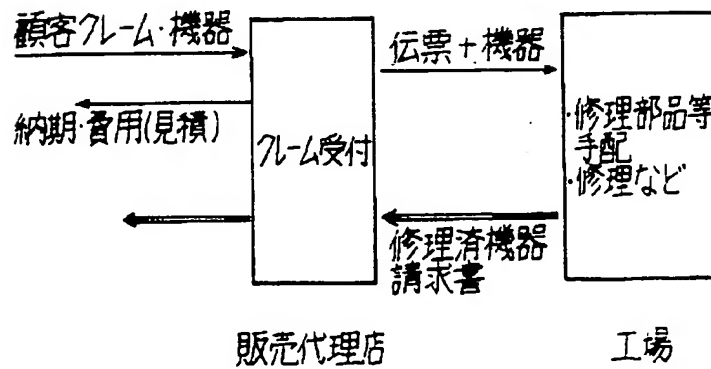 顧客クレーム・機器
納期・費用(見積)
クレーム受付
伝票+機器
修理済機器
請求書
・修理部品等
手配
・修理など
販売代理店
工場